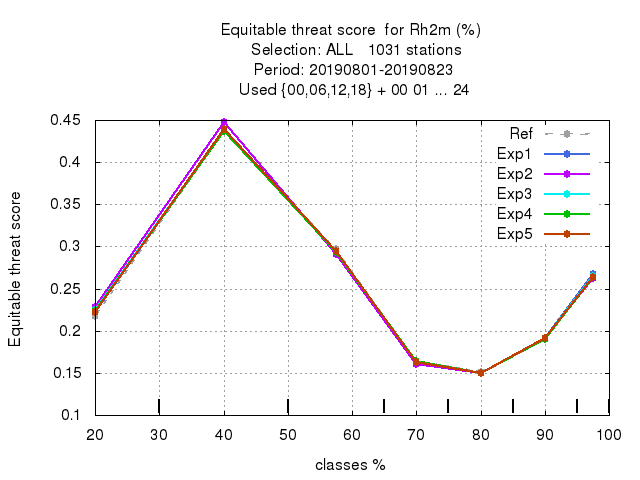 Equitable threat score  for Rh2m (%)
Selection: ALL   1031 stations
Period: 20190801-20190823
Used {00,06,12,18} + 00 01 ... 24
Equitable threat score
0.45
0.4
0.35
0.3
0.25
0.2
0.15
0.1
Ref
Exp1
Exp2
Exp3
Exp4
Exp5
20 30 40 50 60 70 80 90 100
classes %